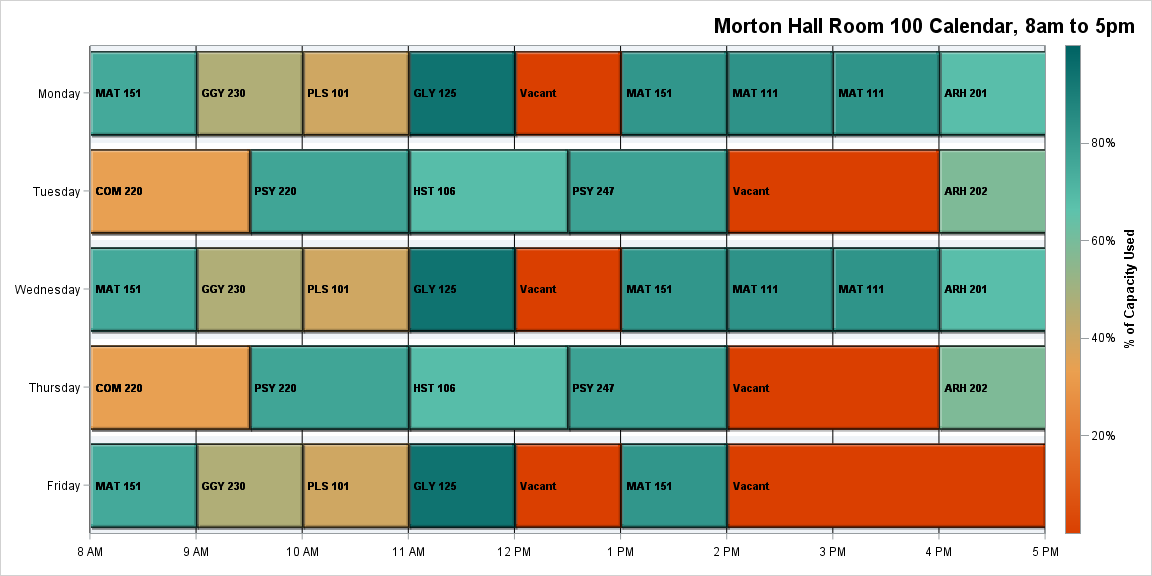 Morton Hall Room 100 Calendar, 8am to 5pm
Monday
MAT 151
GGY 230
PLS 101
GLY 125
Vacant
MAT 151
MAT 111
MAT 111
ARH 201
Tuesday
COM 220
PSY 220
HST 106
PSY 247
Vacant
ARH 202
Wednesday
MAT 151
GGY 230
PLS 101
GLY 125
Vacant
MAT 151
MAT 111
MAT 111
ARH 201
Thursday
COM 220
PSY 220
HST 106
PSY 247
Vacant
ARH 202
Friday
MAT 151
GGY 230
PLS 101
GLY 125
Vacant
MAT 151
Vacant
8 AM
9 AM
10 AM
11 AM
12 PM
1 PM
2 PM
3 PM
4 PM
5 PM
80%
60%
40%
20%
% of Capacity Used